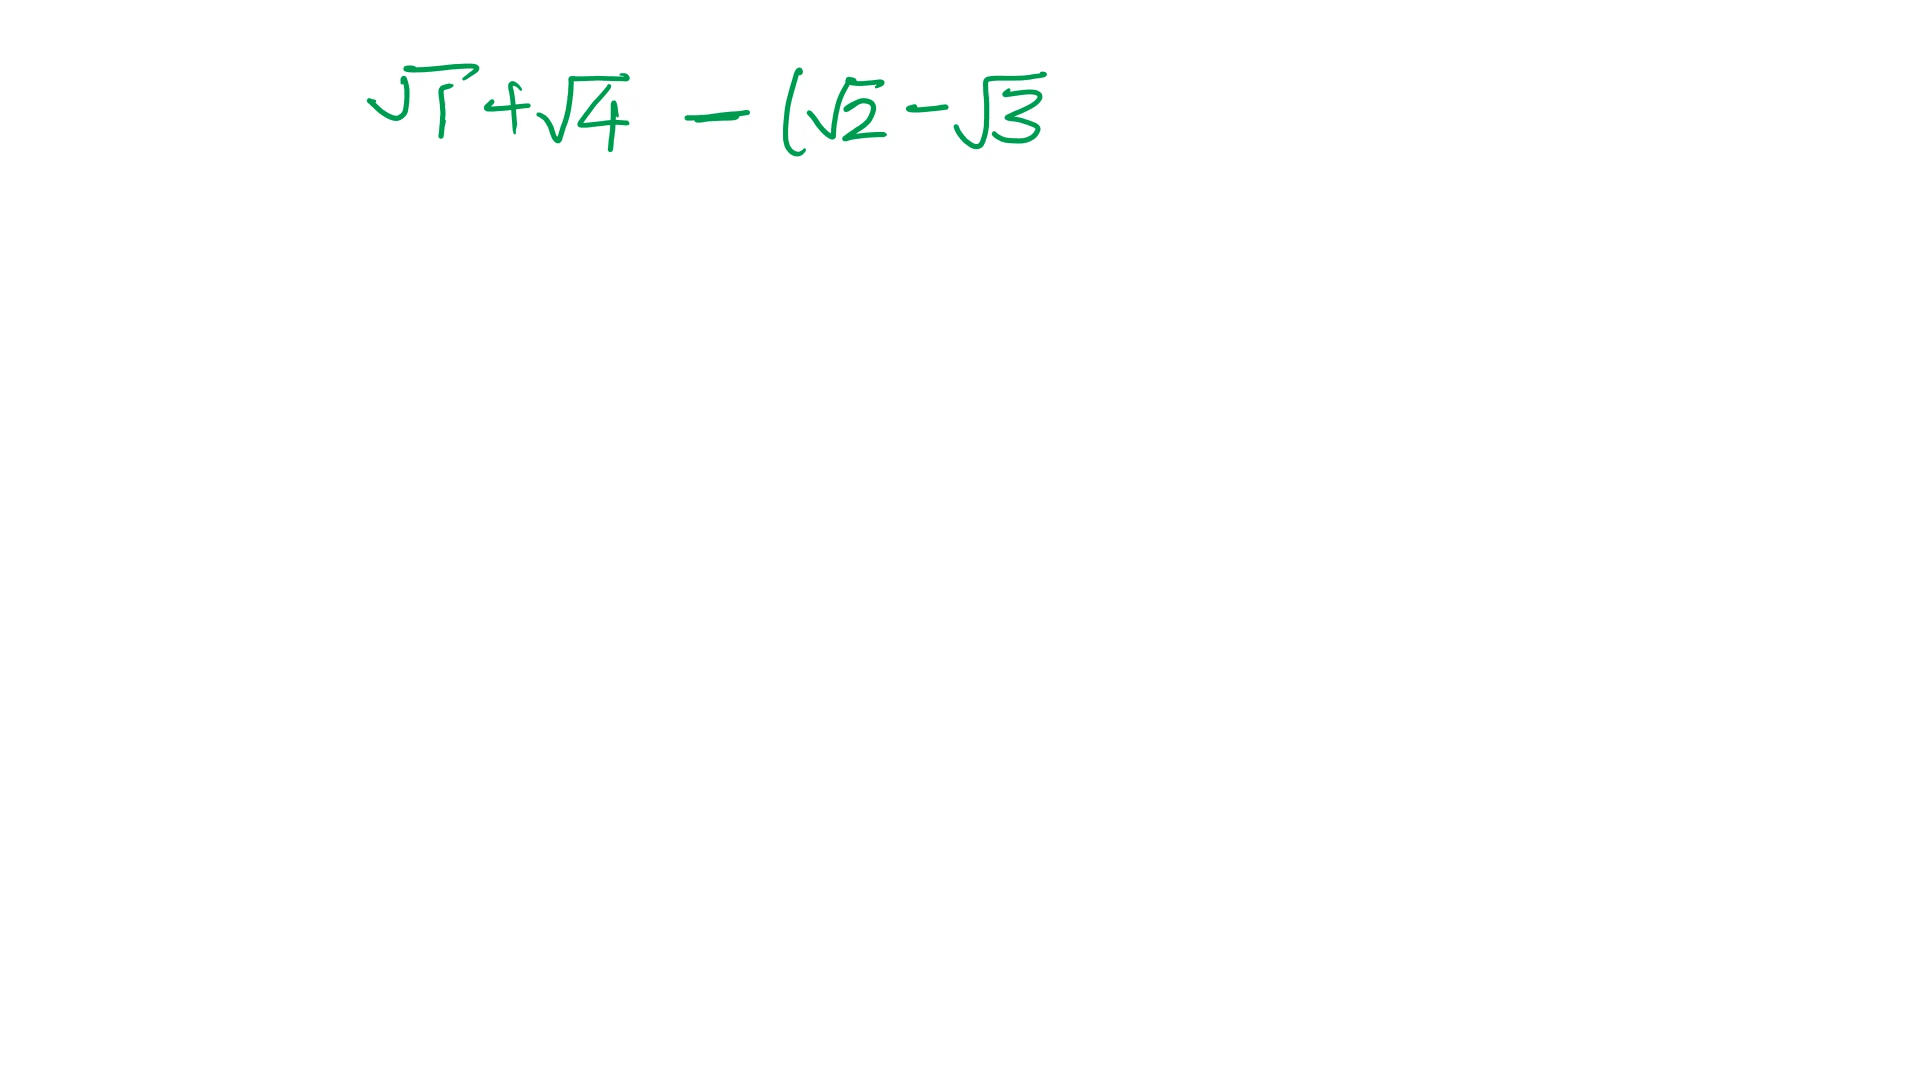 √1 + √4 - (√2 - √3